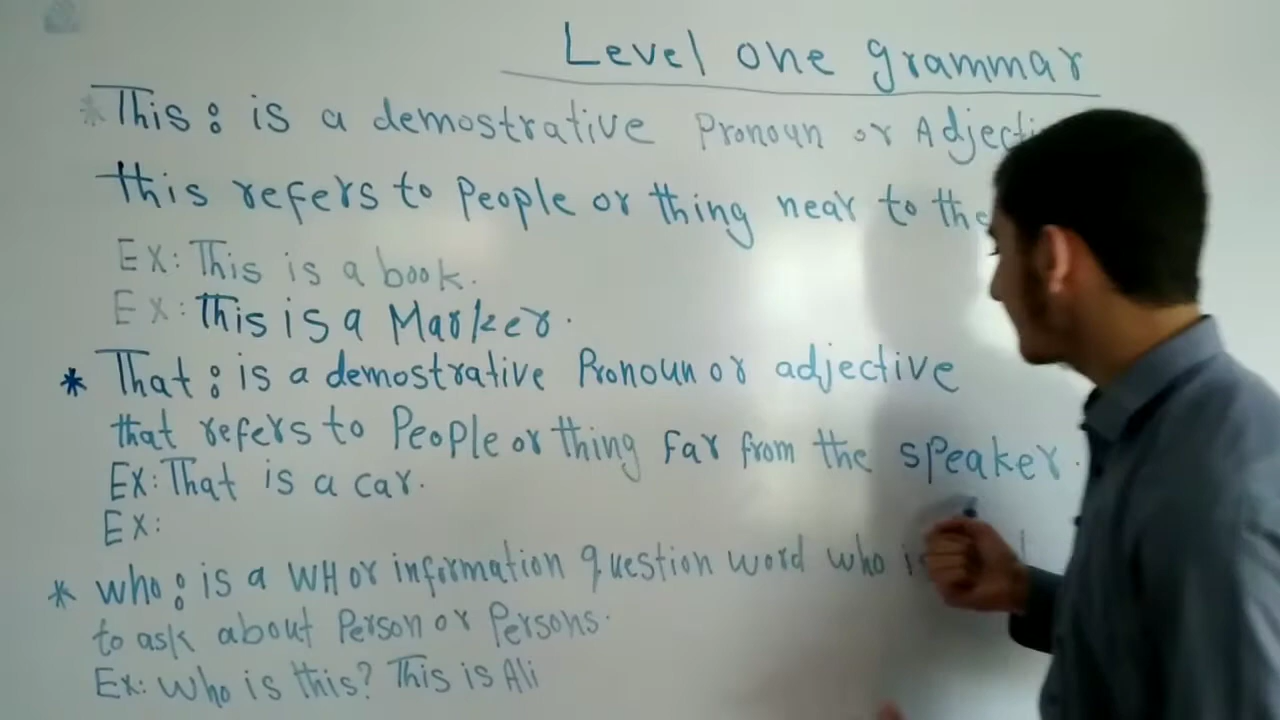 Level one grammar
* This : is a demostrative Pronoun or Adjecti
this refers to People or thing near to the
EX: This is a book.
EX: This is a Marker.
* That : is a demostrative Pronoun or adjective
that refers to People or thing Far from the speaker.
EX: That is a car.
EX:
* who : is a WH or information question word who is
to ask about Person or Persons.
Ex: Who is this? This is Ali